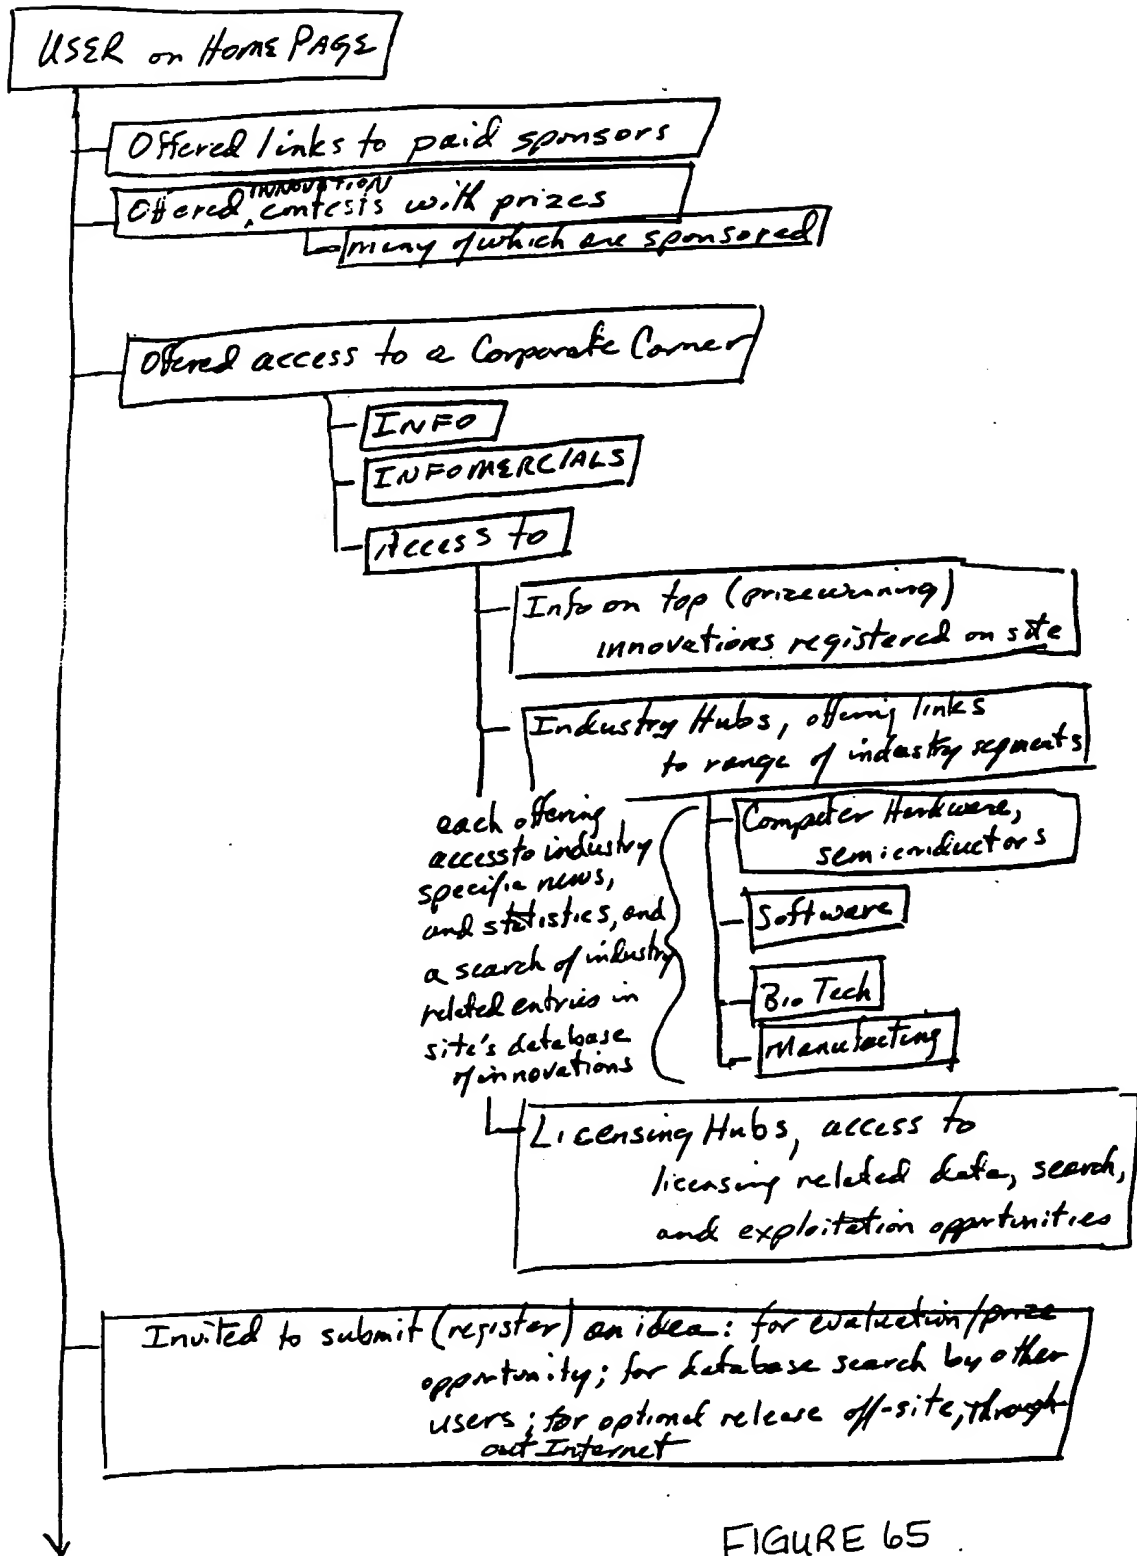 USER on HOME PAGE
Offered links to paid sponsors
INNOVATION
Offered contests with prizes
many of which are sponsored
Offered access to a Corporate Corner
INFO
INFOMERCIALS
Access to
Info on top (prizewinning)
innovations registered on site
Industry Hubs, offering links
to range of industry segments
each offering
access to industry
specific news,
and statistics, and
a search of industry
related entries in
site's database
of innovations
Computer Hardware,
semiconductors
Software
BioTech
Manufacting
Licensing Hubs, access to
licensing related data, search,
and exploitation opportunities
Invited to submit (register) an idea: for evaluation/prize
opportunity; for database search by other
users; for optional release off-site, through-
out Internet
FIGURE 65